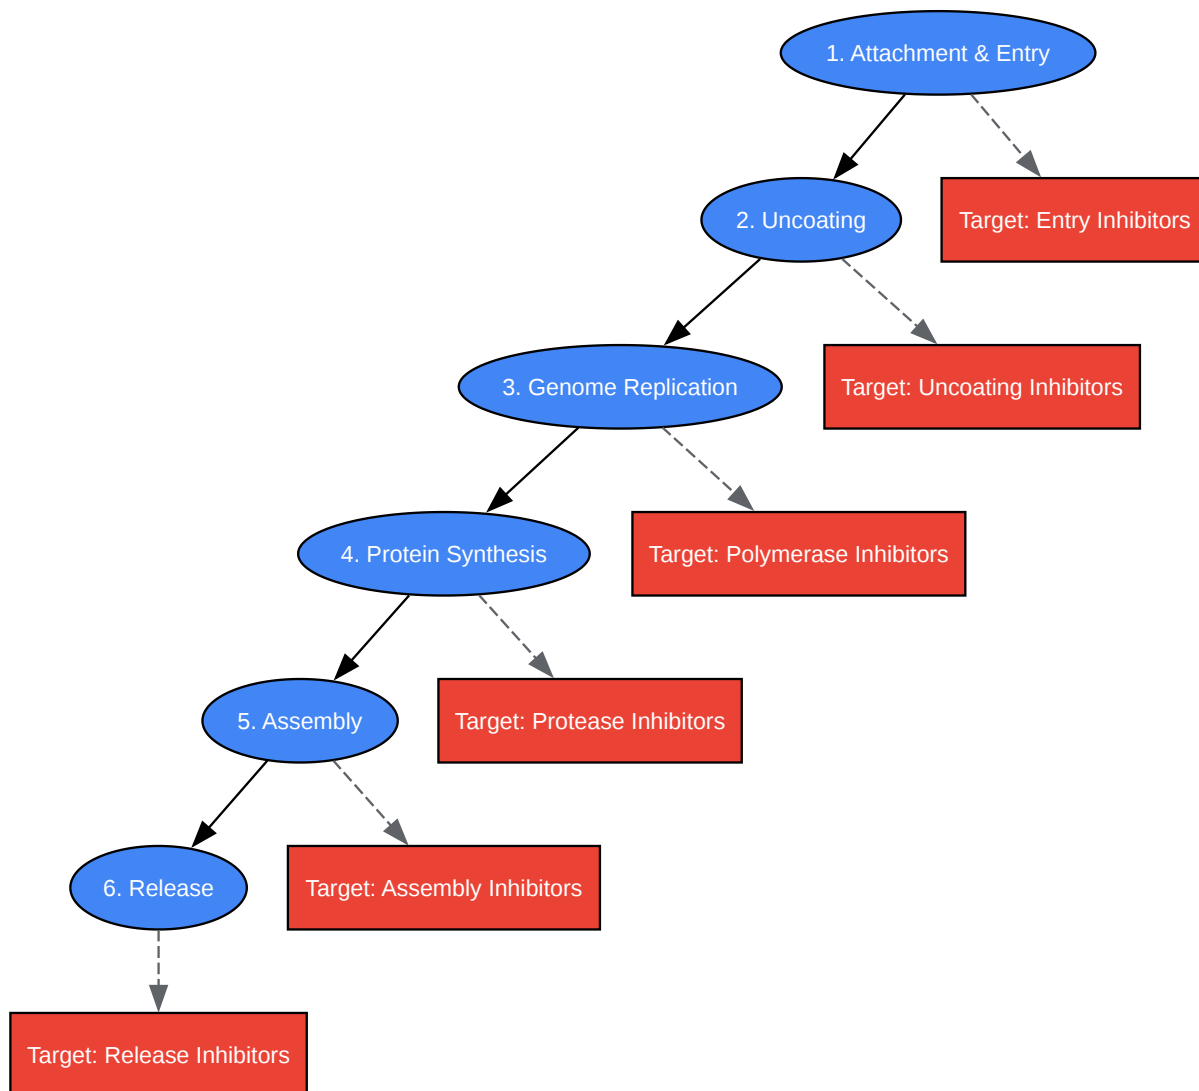 1. Attachment & Entry
2. Uncoating
Target: Entry Inhibitors
3. Genome Replication
Target: Uncoating Inhibitors
4. Protein Synthesis
Target: Polymerase Inhibitors
5. Assembly
Target: Protease Inhibitors
6. Release
Target: Assembly Inhibitors
Target: Release Inhibitors